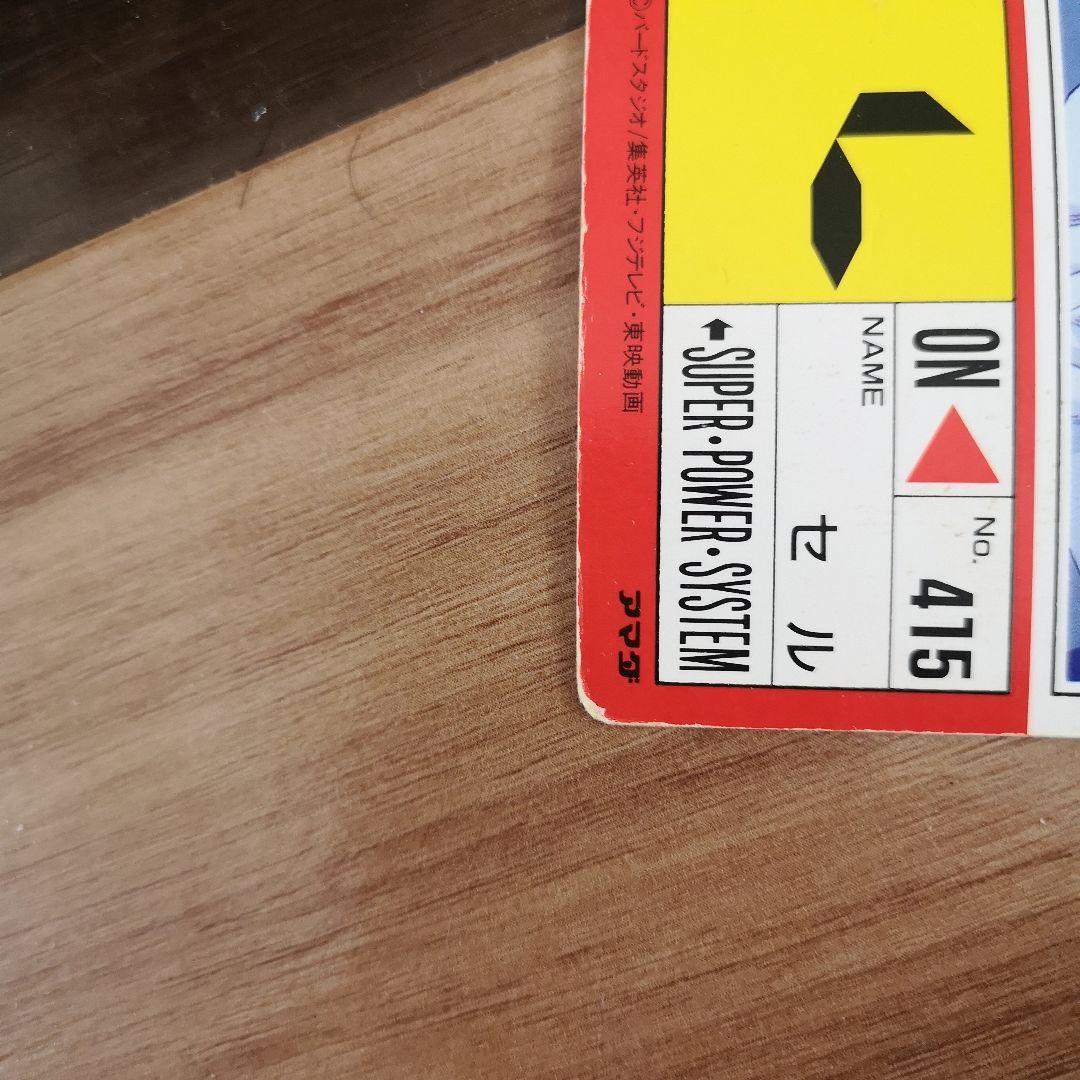 ON
No. 415
NAME
セル
SUPER・POWER・SYSTEM
©バードスタジオ/集英社・フジテレビ・東映動画
アマダ